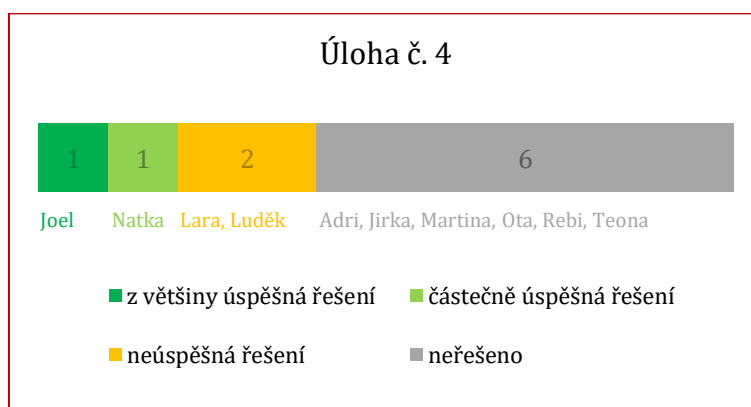 Úloha č. 4
1 1 2 6
Joel Natka Lara, Luděk Adri, Jirka, Martina, Ota, Rebi, Teona
z většiny úspěšná řešení částečně úspěšná řešení
neúspěšná řešení neřešeno